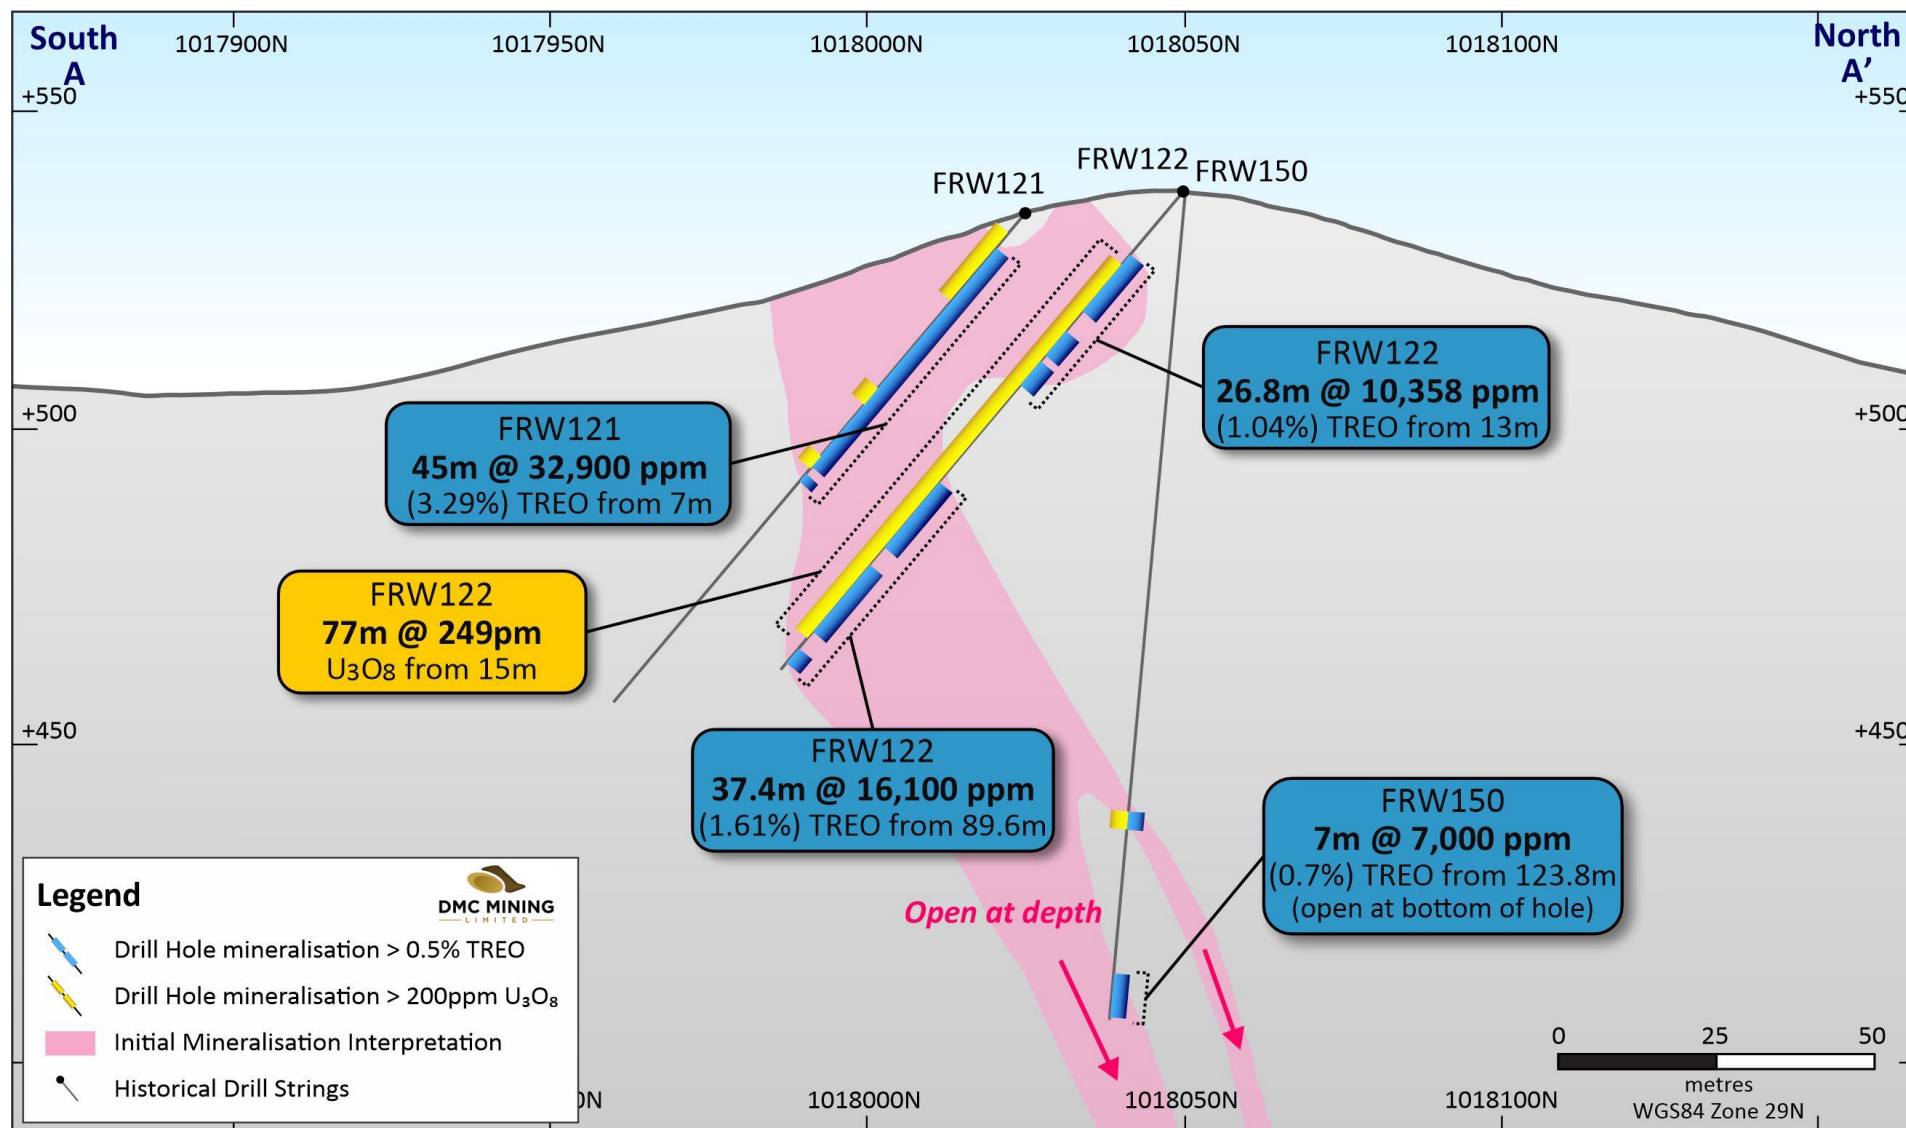 South
A
1017900N
1017950N
1018000N
1018050N
1018100N
North
A’
+550
+550
FRW121
FRW122
FRW150
+500
+500
FRW121
45m @ 32,900 ppm
(3.29%) TREO from 7m
FRW122
26.8m @ 10,358 ppm
(1.04%) TREO from 13m
FRW122
77m @ 249pm
U₃O₈ from 15m
+450
+450
FRW122
37.4m @ 16,100 ppm
(1.61%) TREO from 89.6m
FRW150
7m @ 7,000 ppm
(0.7%) TREO from 123.8m
(open at bottom of hole)
Open at depth
Legend
DMC MINING
LIMITED
Drill Hole mineralisation > 0.5% TREO
Drill Hole mineralisation > 200ppm U₃O₈
Initial Mineralisation Interpretation
Historical Drill Strings
0
25
50
metres
WGS84 Zone 29N
0N
1018000N
1018050N
1018100N